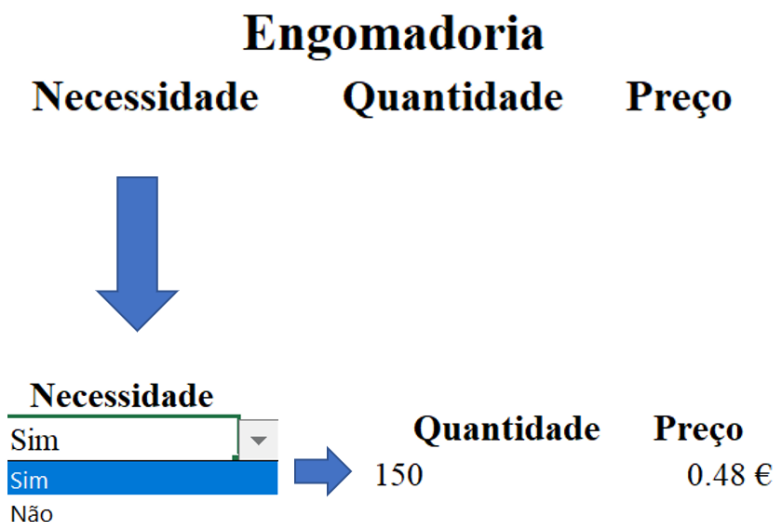 Engomadoria
Necessidade Quantidade Preço
Necessidade
Sim
Sim
Não
Quantidade Preço
150 0.48 €